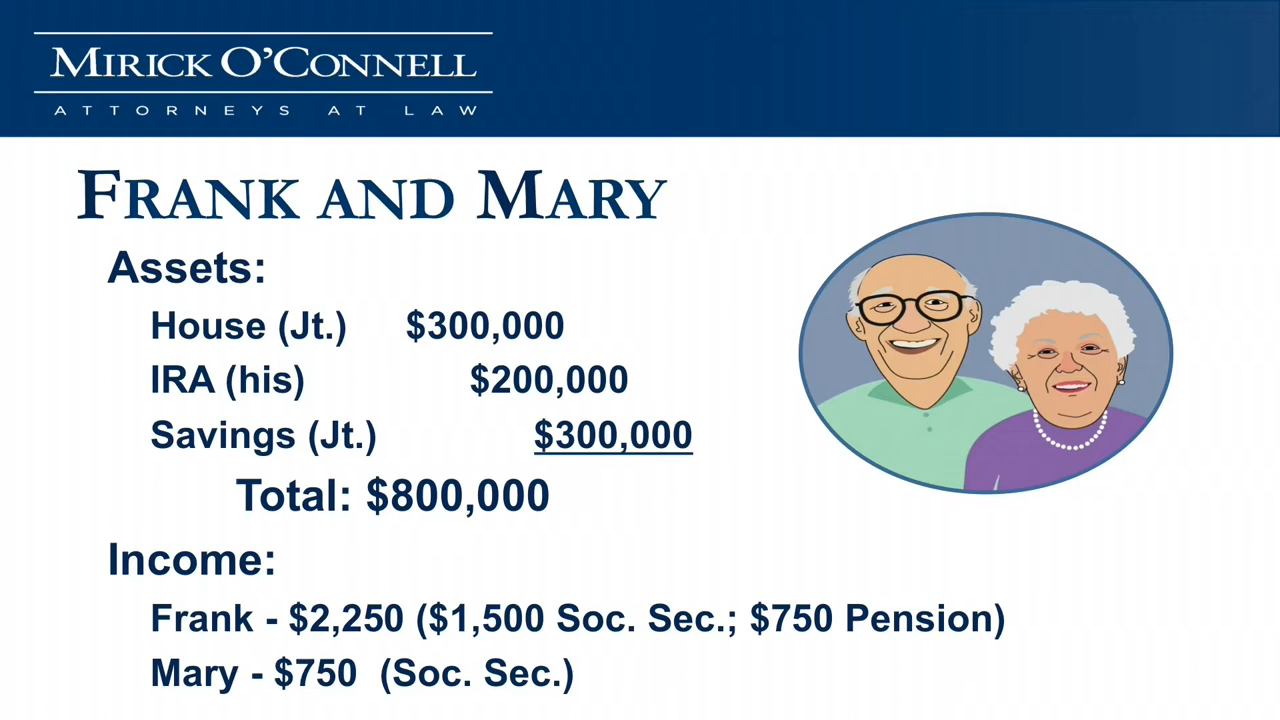 MIRICK O'CONNELL
ATTORNEYS AT LAW
FRANK AND MARY
Assets:
House (Jt.) $300,000
IRA (his) $200,000
Savings (Jt.) $300,000
Total: $800,000
Income:
Frank - $2,250 ($1,500 Soc. Sec.; $750 Pension)
Mary - $750 (Soc. Sec.)